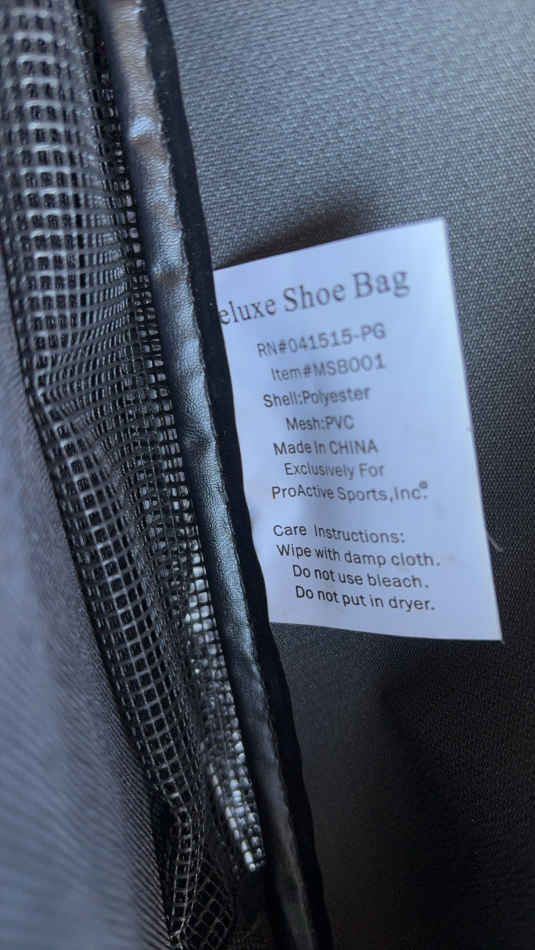 eluxe Shoe Bag
RN#041515-PG
Item#MSB001
Shell:Polyester
Mesh:PVC
Made In CHINA
Exclusively For
ProActive Sports,Inc.®
Care Instructions:
Wipe with damp cloth.
Do not use bleach.
Do not put in dryer.